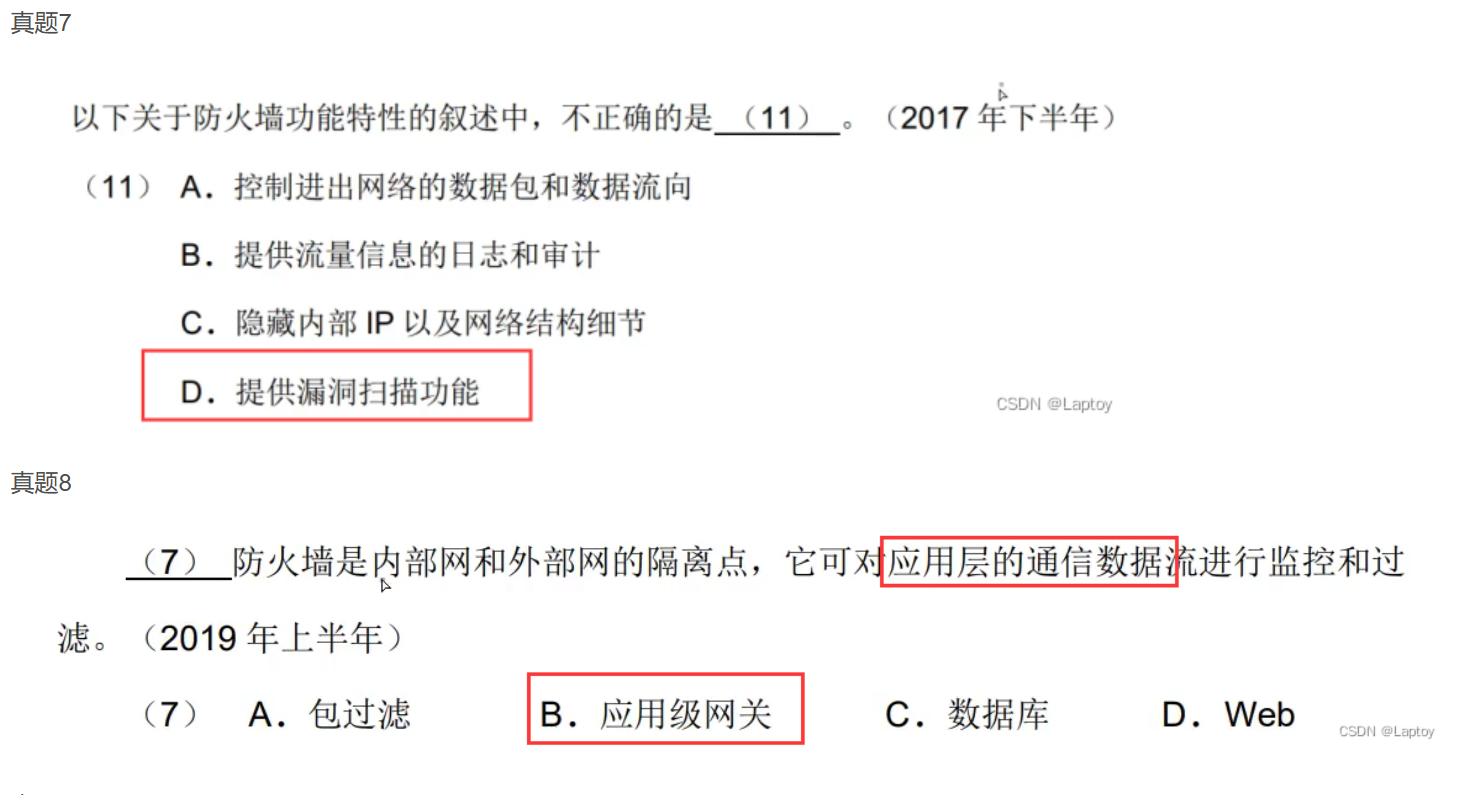 真题7
以下关于防火墙功能特性的叙述中，不正确的是（11）。（2017 年下半年）
（11） A．控制进出网络的数据包和数据流向
B．提供流量信息的日志和审计
C．隐藏内部 IP 以及网络结构细节
D．提供漏洞扫描功能
CSDN @Laptoy
真题8
（7）防火墙是内部网和外部网的隔离点，它可对应用层的通信数据流进行监控和过
滤。（2019 年上半年）
（7） A．包过滤 B．应用级网关 C．数据库 D．Web
CSDN @Laptoy